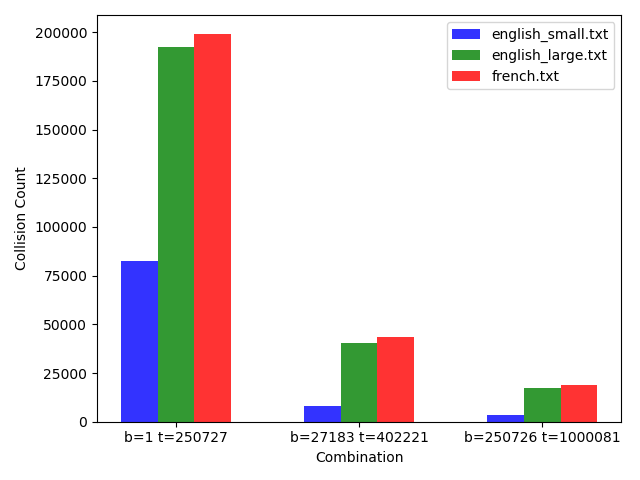 200000
175000
150000
125000
100000
75000
50000
25000
0
Collision Count
english_small.txt
english_large.txt
french.txt
b=1 t=250727
b=27183 t=402221
b=250726 t=1000081
Combination